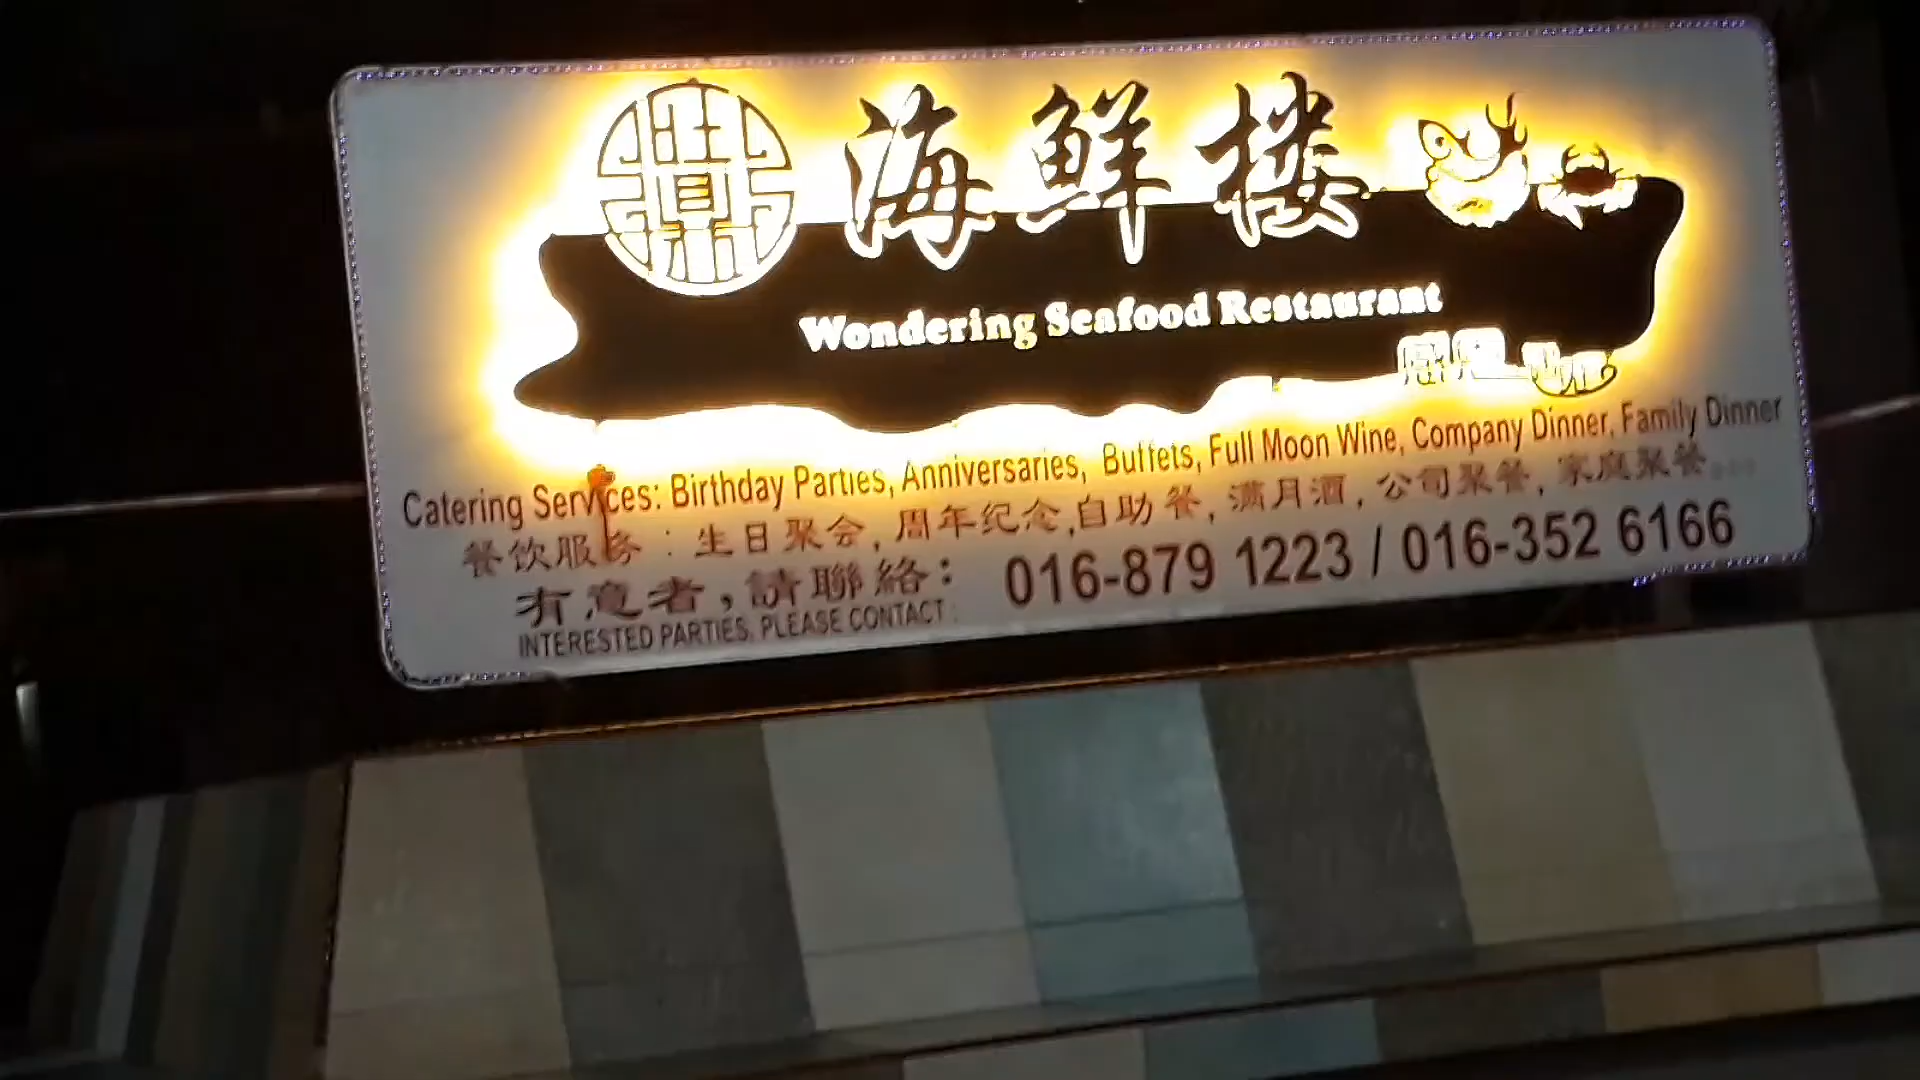 海鮮楼
Wondering Seafood Restaurant
Catering Services: Birthday Parties, Anniversaries, Buffets, Full Moon Wine, Company Dinner, Family Dinner
餐饮服务：生日聚会, 周年纪念, 自助餐, 满月酒, 公司聚餐, 家庭聚餐......
有意者，請聯絡： 016-879 1223 / 016-352 6166
INTERESTED PARTIES, PLEASE CONTACT :